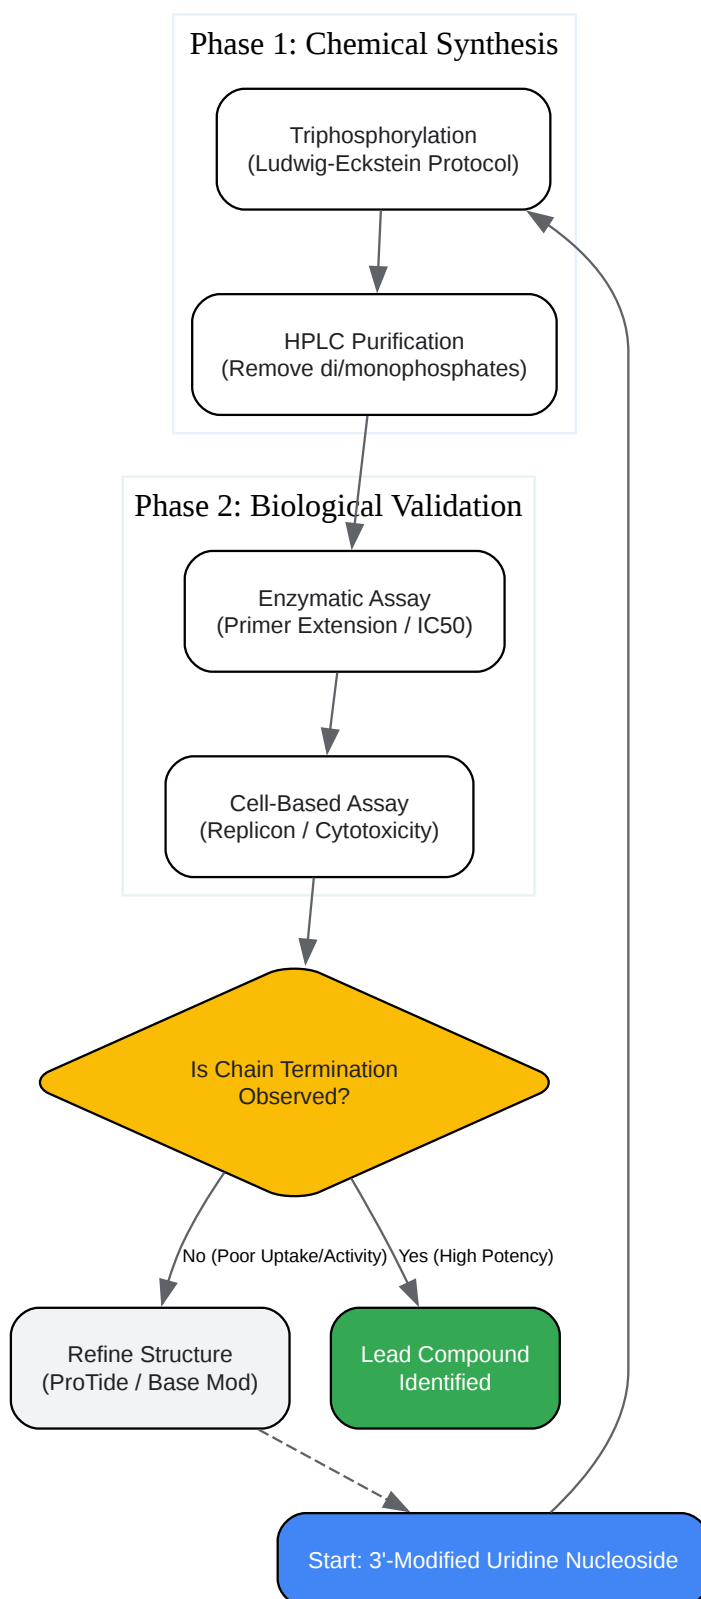 Phase 1: Chemical Synthesis
Triphosphorylation
(Ludwig-Eckstein Protocol)
HPLC Purification
(Remove di/monophosphates)
Phase 2: Biological Validation
Enzymatic Assay
(Primer Extension / IC50)
Cell-Based Assay
(Replicon / Cytotoxicity)
Is Chain Termination
Observed?
No (Poor Uptake/Activity)
Yes (High Potency)
Refine Structure
(ProTide / Base Mod)
Lead Compound
Identified
Start: 3'-Modified Uridine Nucleoside